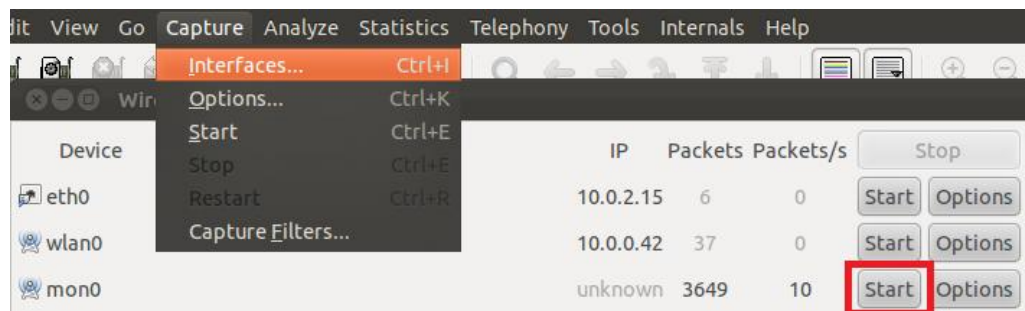 dit View Go Capture Analyze Statistics Telephony Tools Internals Help
Interfaces... Ctrl+I
Wir
Options... Ctrl+K
Start Ctrl+E
Device IP Packets Packets/s Stop
Stop Ctrl+E
eth0 10.0.2.15 6 0 Start Options
Restart Ctrl+R
Capture Filters...
wlan0 10.0.0.42 37 0 Start Options
mon0 unknown 3649 10 Start Options